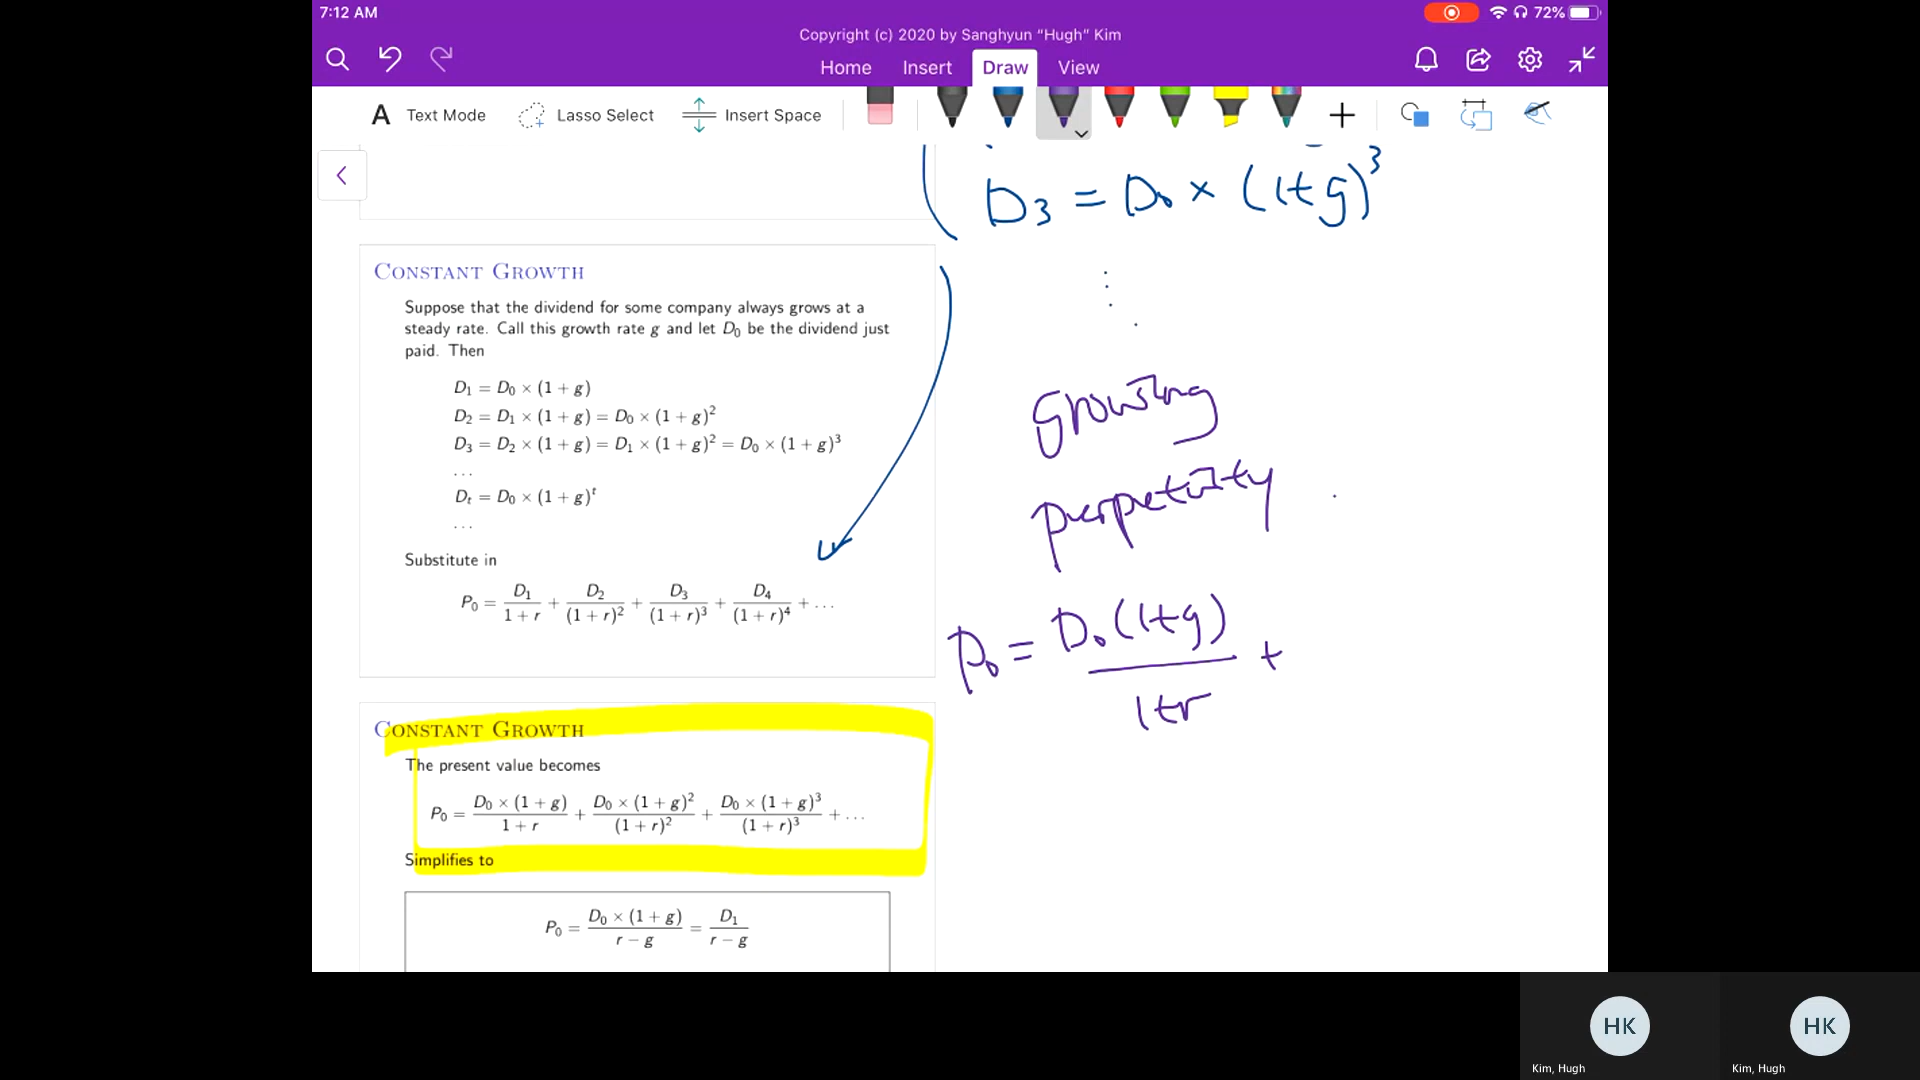 7:12 AM
72%
Copyright (c) 2020 by Sanghyun “Hugh” Kim
Home Insert Draw View
A Text Mode Lasso Select Insert Space
D₃ = D₀ × (1+g)³
⋮
CONSTANT GROWTH
Suppose that the dividend for some company always grows at a
steady rate. Call this growth rate g and let D₀ be the dividend just
paid. Then
D₁ = D₀ × (1 + g)
D₂ = D₁ × (1 + g) = D₀ × (1 + g)²
D₃ = D₂ × (1 + g) = D₁ × (1 + g)² = D₀ × (1 + g)³
...
Dₜ = D₀ × (1 + g)ᵗ
...
Substitute in
P₀ = D₁/(1 + r) + D₂/(1 + r)² + D₃/(1 + r)³ + D₄/(1 + r)⁴ + ...
Growing
perpetuity
P₀ = D₀(1+g)/(1+r) +
CONSTANT GROWTH
The present value becomes
P₀ = D₀ × (1 + g)/(1 + r) + D₀ × (1 + g)²/(1 + r)² + D₀ × (1 + g)³/(1 + r)³ + ...
Simplifies to
P₀ = D₀ × (1 + g)/(r − g) = D₁/(r − g)
HK
Kim, Hugh
HK
Kim, Hugh